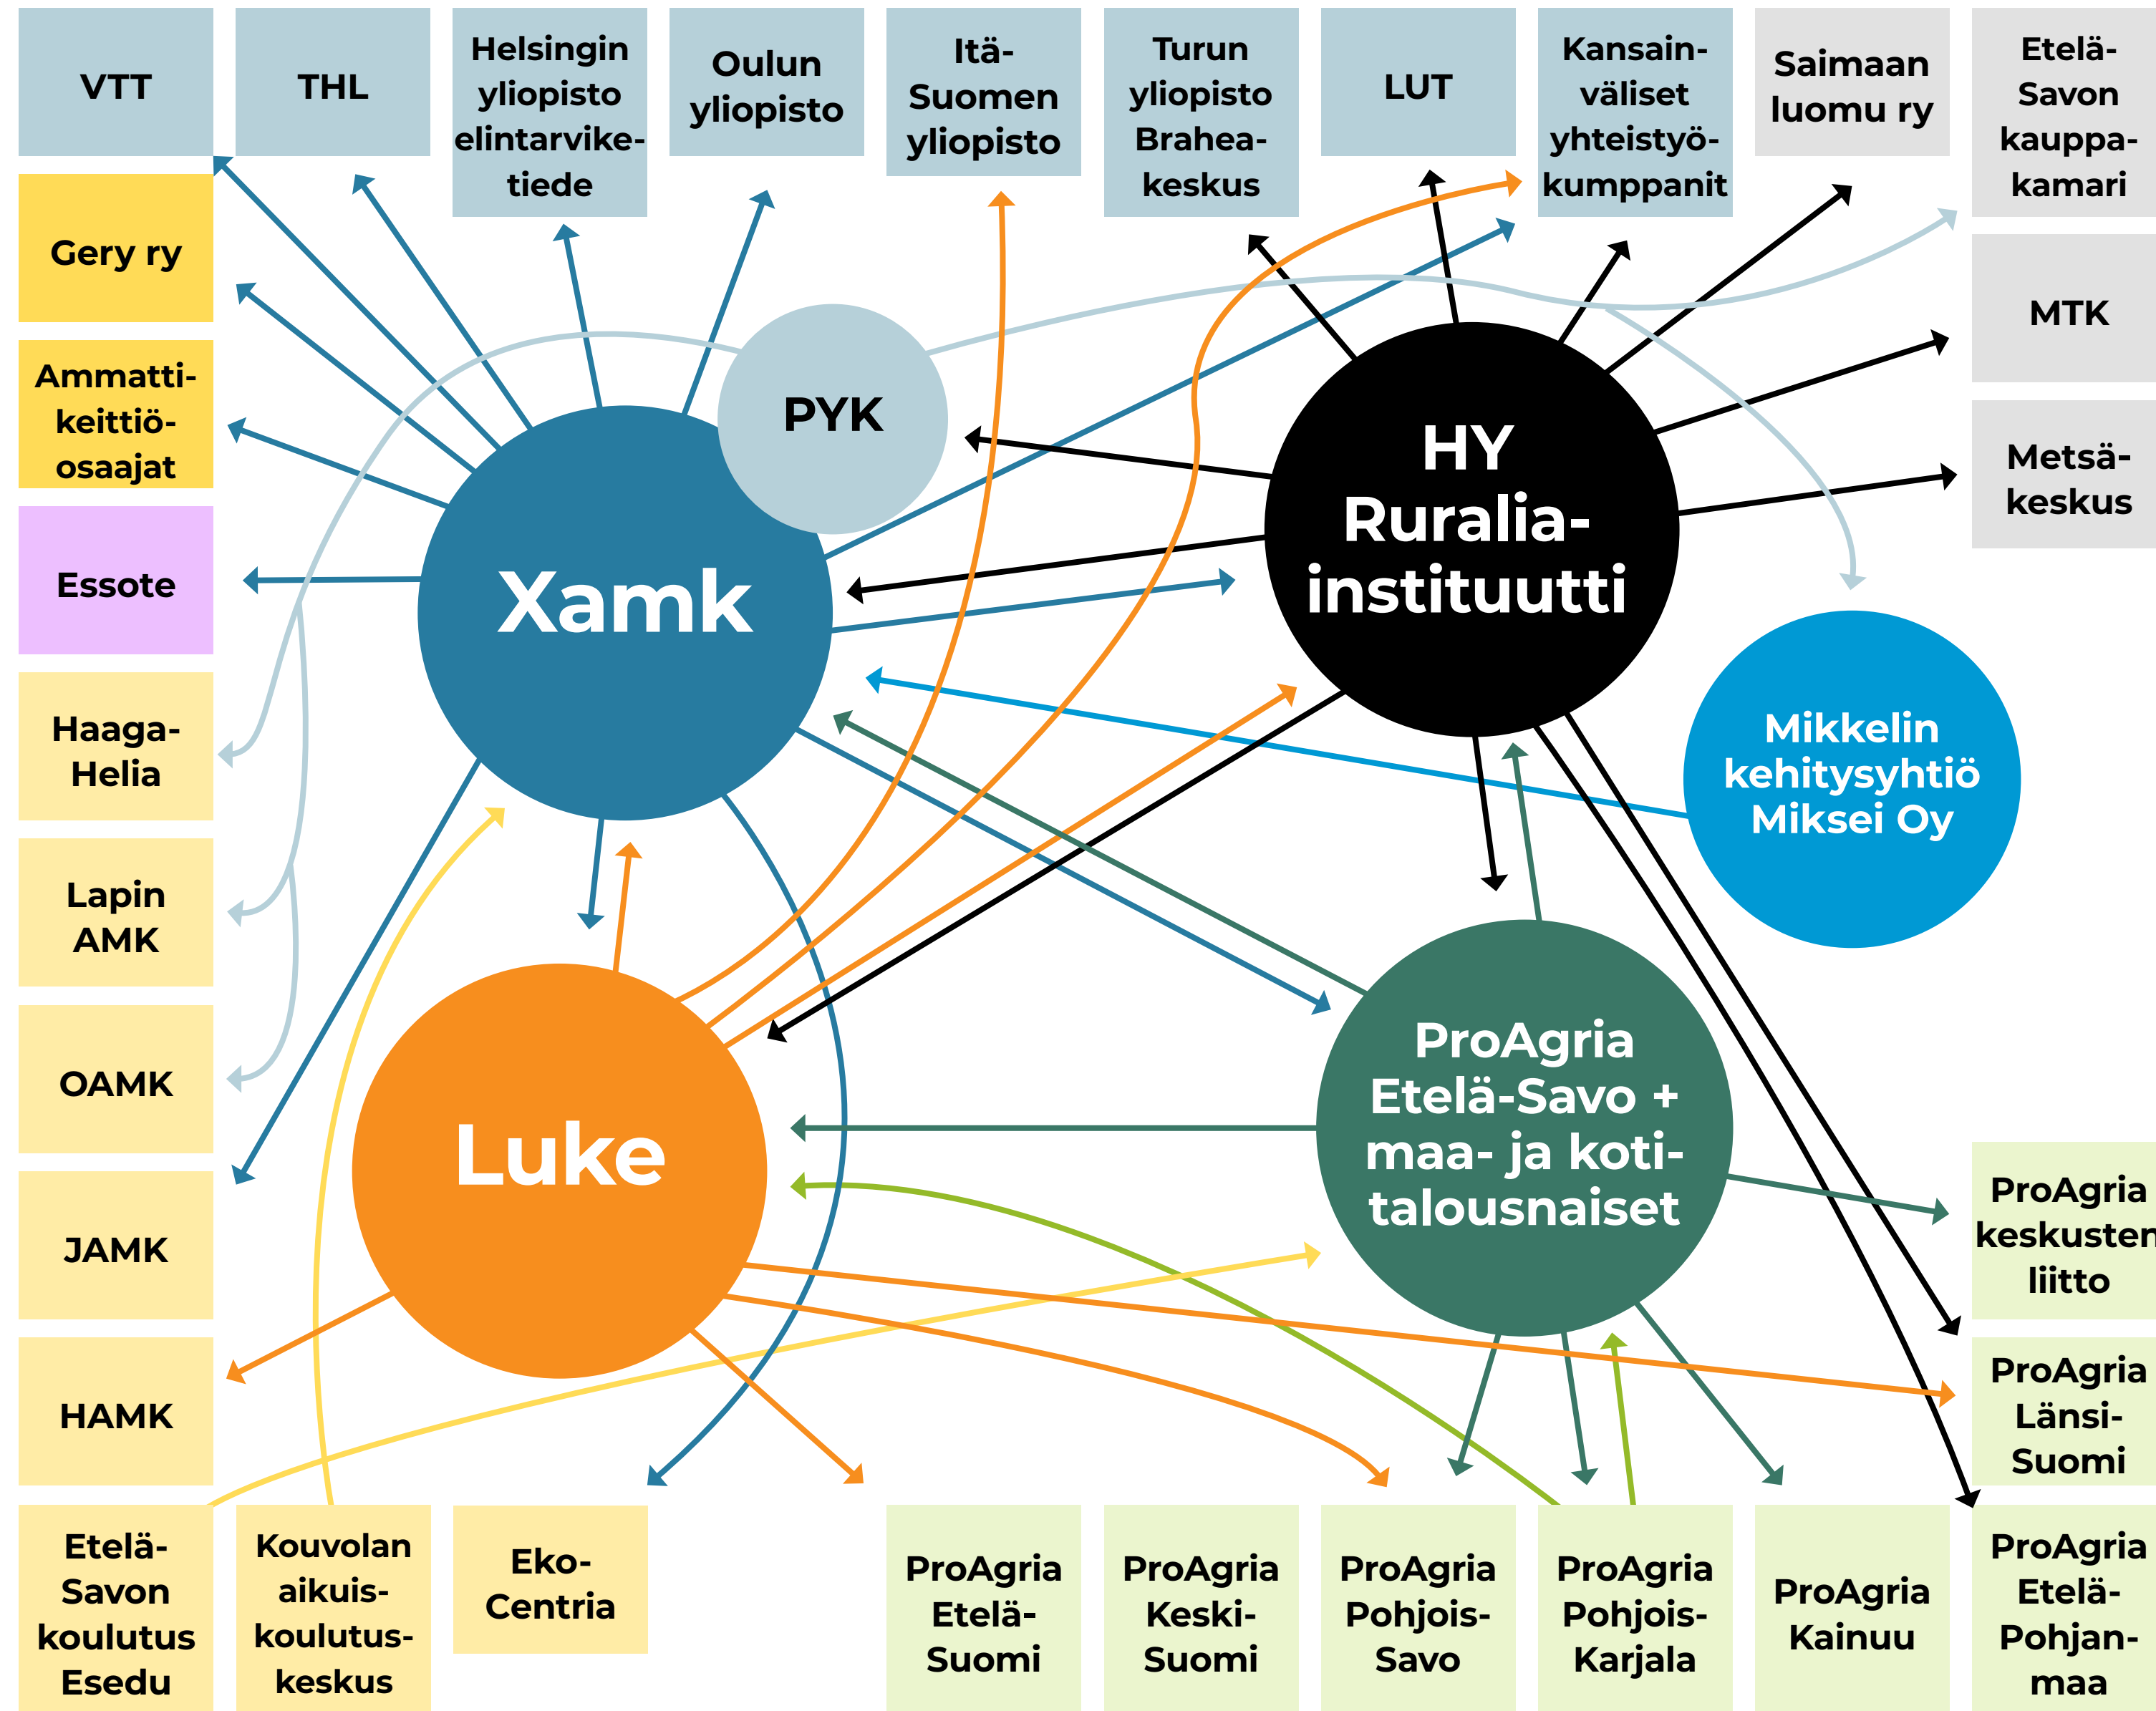 VTT
THL
Helsingin
yliopisto
elintarvike-
tiede
Oulun
yliopisto
Itä-
Suomen
yliopisto
Turun
yliopisto
Brahea-
keskus
LUT
Kansain-
väliset
yhteistyö-
kumppanit
Saimaan
luomu ry
Etelä-
Savon
kauppa-
kamari
Gery ry
MTK
Ammatti-
keittiö-
osaajat
Metsä-
keskus
Essote
Haaga-
Helia
Lapin
AMK
OAMK
JAMK
HAMK
PYK
Xamk
HY
Ruralia-
instituutti
Mikkelin
kehitysyhtiö
Miksei Oy
Luke
ProAgria
Etelä-Savo +
maa- ja koti-
talousnaiset
ProAgria
keskusten
liitto
ProAgria
Länsi-
Suomi
Etelä-
Savon
koulutus
Esedu
Kouvolan
aikuis-
koulutus-
keskus
Eko-
Centria
ProAgria
Etelä-
Suomi
ProAgria
Keski-
Suomi
ProAgria
Pohjois-
Savo
ProAgria
Pohjois-
Karjala
ProAgria
Kainuu
ProAgria
Etelä-
Pohjan-
maa